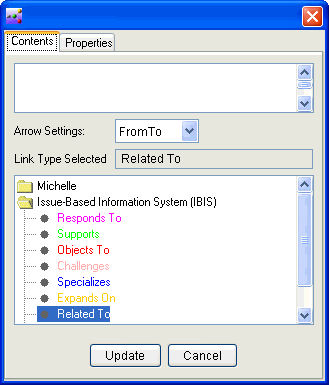 Contents Properties
Arrow Settings: FromTo
Link Type Selected Related To
Michelle
Issue-Based Information System (IBIS)
Responds To
Supports
Objects To
Challenges
Specializes
Expands On
Related To
Update Cancel